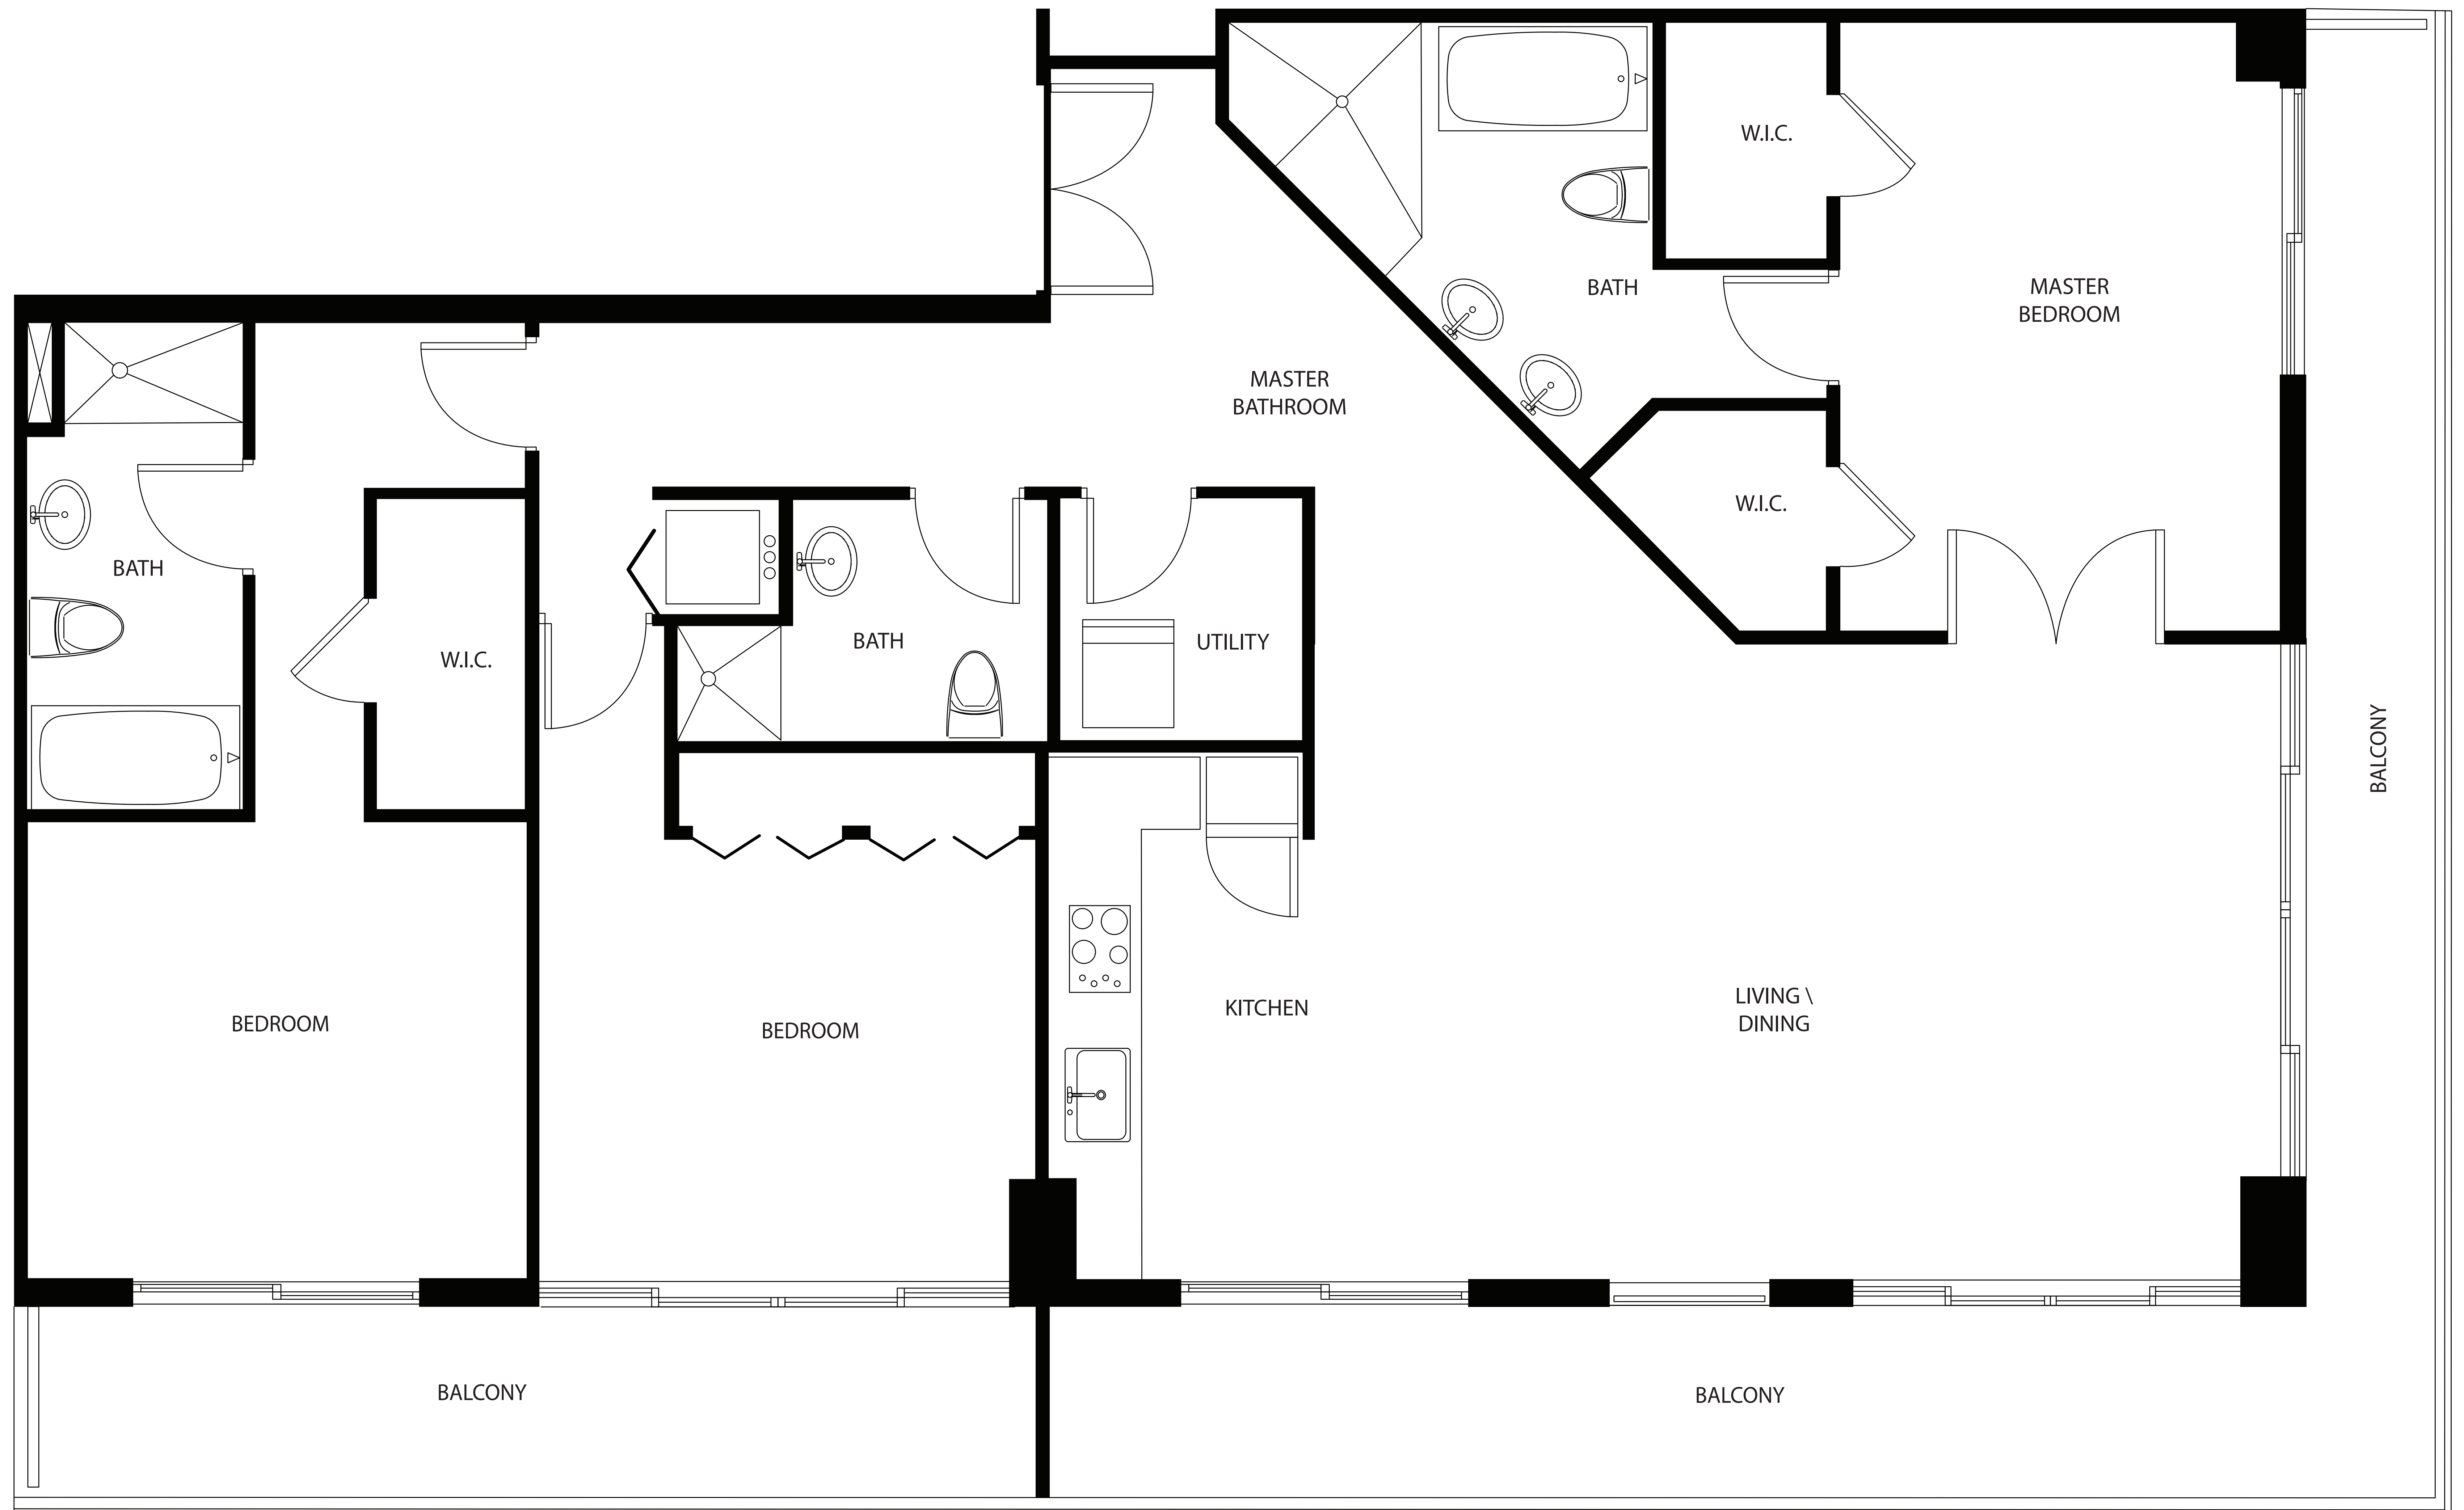 W.I.C.
BATH
MASTER
BEDROOM
MASTER
BATHROOM
W.I.C.
BATH
W.I.C.
BATH
UTILITY
BALCONY
BEDROOM
BEDROOM
KITCHEN
LIVING \
DINING
BALCONY
BALCONY